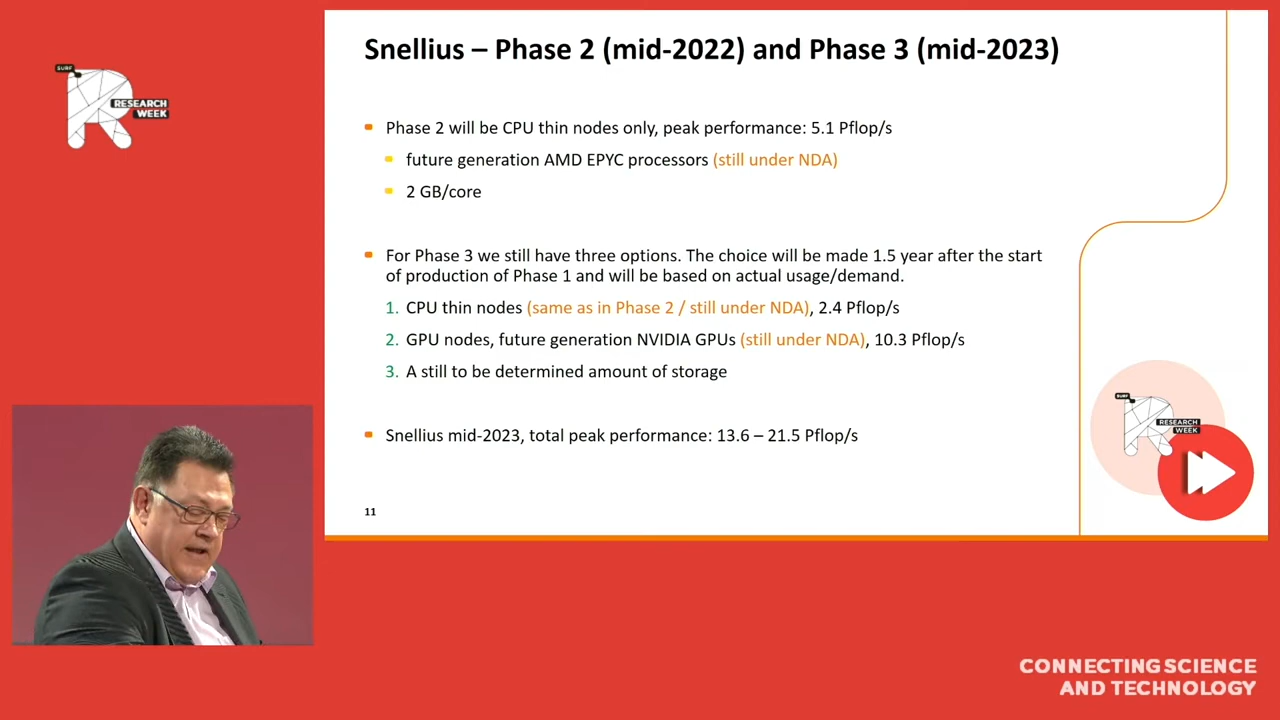 Snellius – Phase 2 (mid-2022) and Phase 3 (mid-2023)
SURF
RESEARCH
WEEK
Phase 2 will be CPU thin nodes only, peak performance: 5.1 Pflop/s
future generation AMD EPYC processors (still under NDA)
2 GB/core
For Phase 3 we still have three options. The choice will be made 1.5 year after the start
of production of Phase 1 and will be based on actual usage/demand.
1. CPU thin nodes (same as in Phase 2 / still under NDA), 2.4 Pflop/s
2. GPU nodes, future generation NVIDIA GPUs (still under NDA), 10.3 Pflop/s
3. A still to be determined amount of storage
Snellius mid-2023, total peak performance: 13.6 – 21.5 Pflop/s
SURF
RESEARCH
WEEK
11
CONNECTING SCIENCE
AND TECHNOLOGY